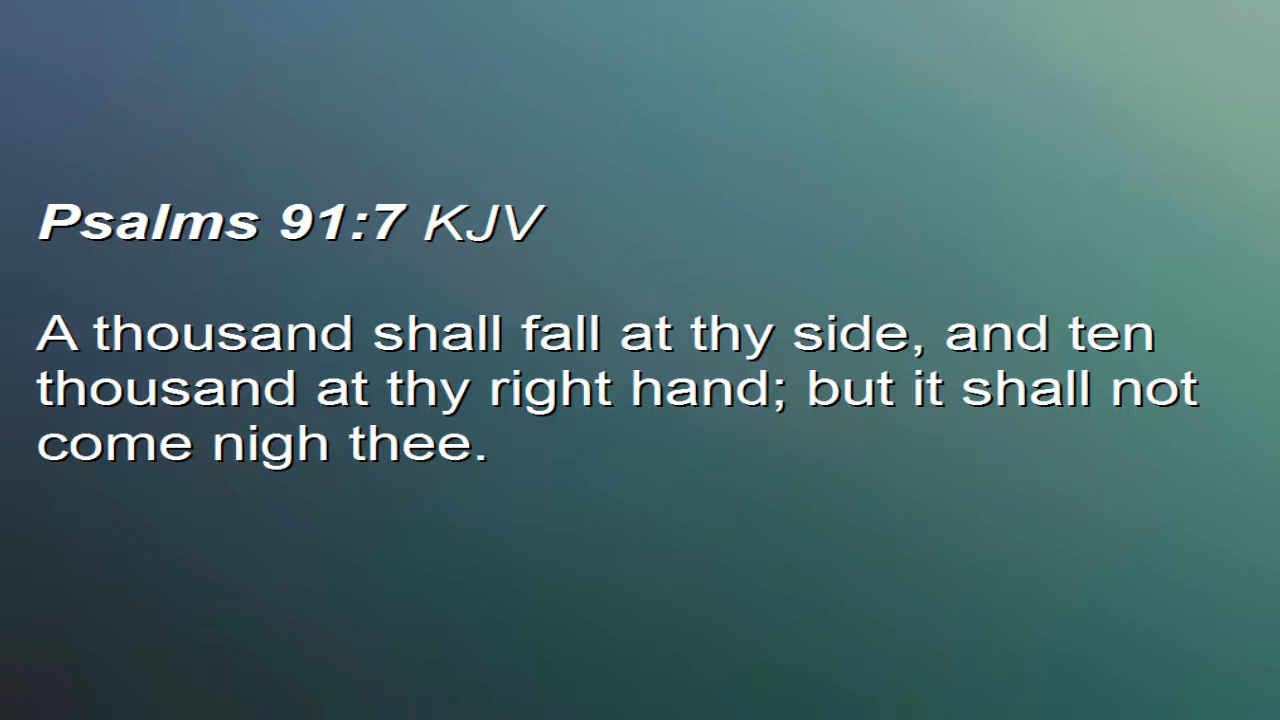 Psalms 91:7 KJV
A thousand shall fall at thy side, and ten
thousand at thy right hand; but it shall not
come nigh thee.